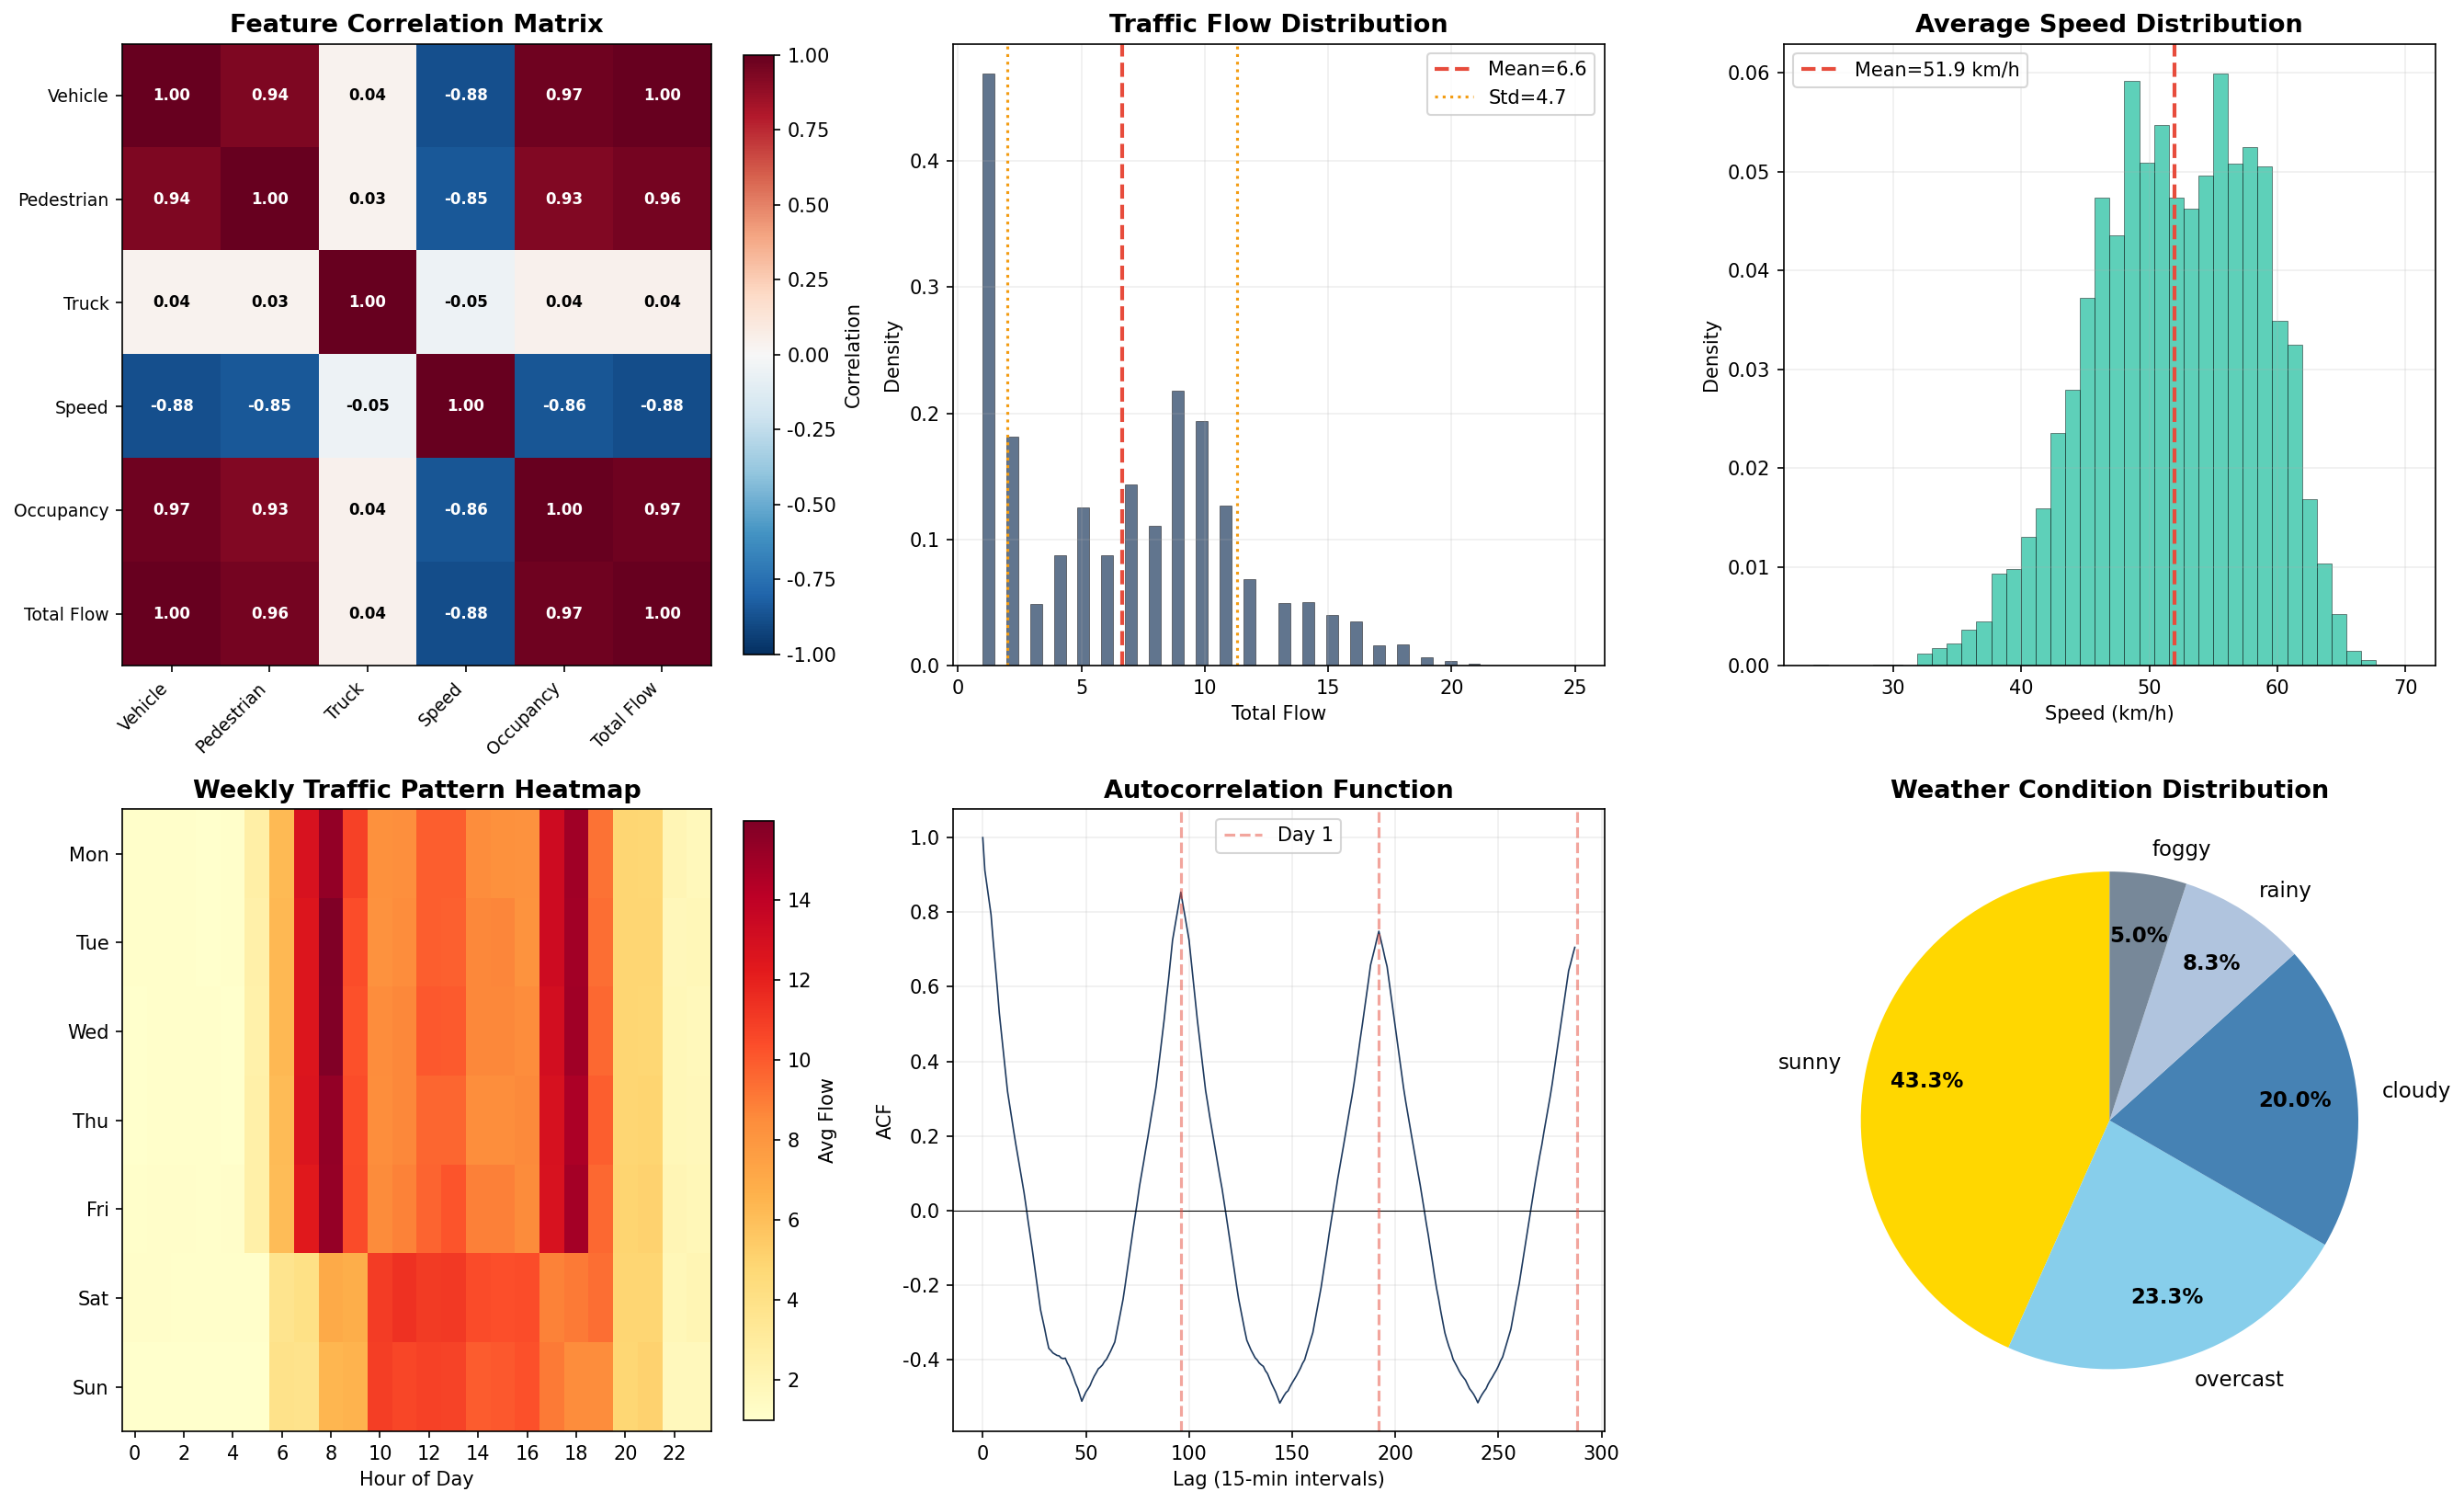 Feature Correlation Matrix
Vehicle 1.00 0.94 0.04 -0.88 0.97 1.00
Pedestrian 0.94 1.00 0.03 -0.85 0.93 0.96
Truck 0.04 0.03 1.00 -0.05 0.04 0.04
Speed -0.88 -0.85 -0.05 1.00 -0.86 -0.88
Occupancy 0.97 0.93 0.04 -0.86 1.00 0.97
Total Flow 1.00 0.96 0.04 -0.88 0.97 1.00
Vehicle Pedestrian Truck Speed Occupancy Total Flow
1.00
0.75
0.50
0.25
0.00
-0.25
-0.50
-0.75
-1.00
Correlation
Traffic Flow Distribution
Mean=6.6
Std=4.7
Density
0.4
0.3
0.2
0.1
0.0
0 5 10 15 20 25
Total Flow
Average Speed Distribution
Mean=51.9 km/h
Density
0.06
0.05
0.04
0.03
0.02
0.01
0.00
30 40 50 60 70
Speed (km/h)
Weekly Traffic Pattern Heatmap
Mon
Tue
Wed
Thu
Fri
Sat
Sun
0 2 4 6 8 10 12 14 16 18 20 22
Hour of Day
14
12
10
8
6
4
2
Avg Flow
Autocorrelation Function
Day 1
ACF
1.0
0.8
0.6
0.4
0.2
0.0
-0.2
-0.4
0 50 100 150 200 250 300
Lag (15-min intervals)
Weather Condition Distribution
foggy
rainy
5.0%
8.3%
sunny
43.3%
20.0%
cloudy
23.3%
overcast